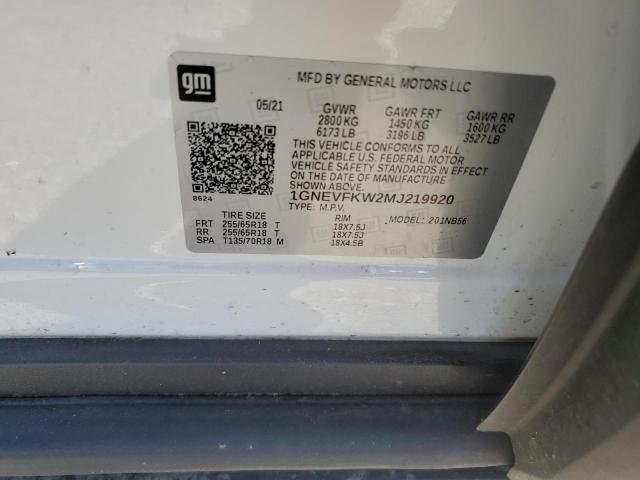 gm
MFD BY GENERAL MOTORS LLC
05/21 GVWR GAWR FRT GAWR RR
2800 KG 1450 KG 1600 KG
6173 LB 3196 LB 3527 LB
THIS VEHICLE CONFORMS TO ALL
APPLICABLE U.S. FEDERAL MOTOR
VEHICLE SAFETY STANDARDS IN EFFECT
ON THE DATE OF MANUFACTURE
SHOWN ABOVE.
8624 1GNEVFKW2MJ219920
TYPE: M.P.V. MODEL: 201NB56
TIRE SIZE RIM
FRT 255/65R18 T 18X7.5J
RR 255/65R18 T 18X7.5J
SPA T135/70R18 M 18X4.5B